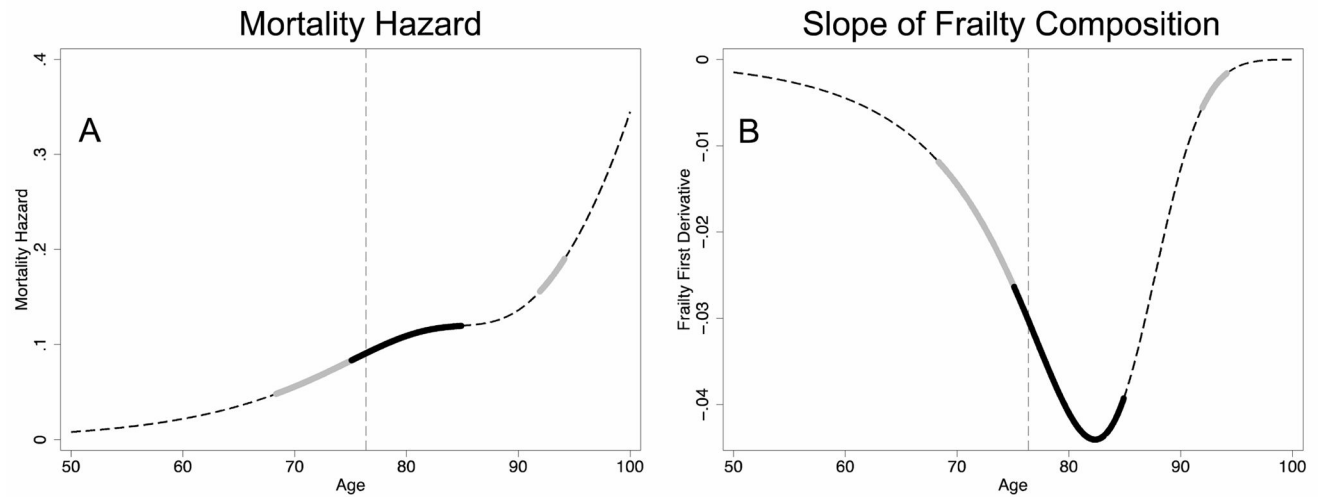 Mortality Hazard
A
Mortality Hazard
.4
.3
.2
.1
0
50 60 70 80 90 100
Age
Slope of Frailty Composition
B
Frailty First Derivative
0
-.01
-.02
-.03
-.04
50 60 70 80 90 100
Age